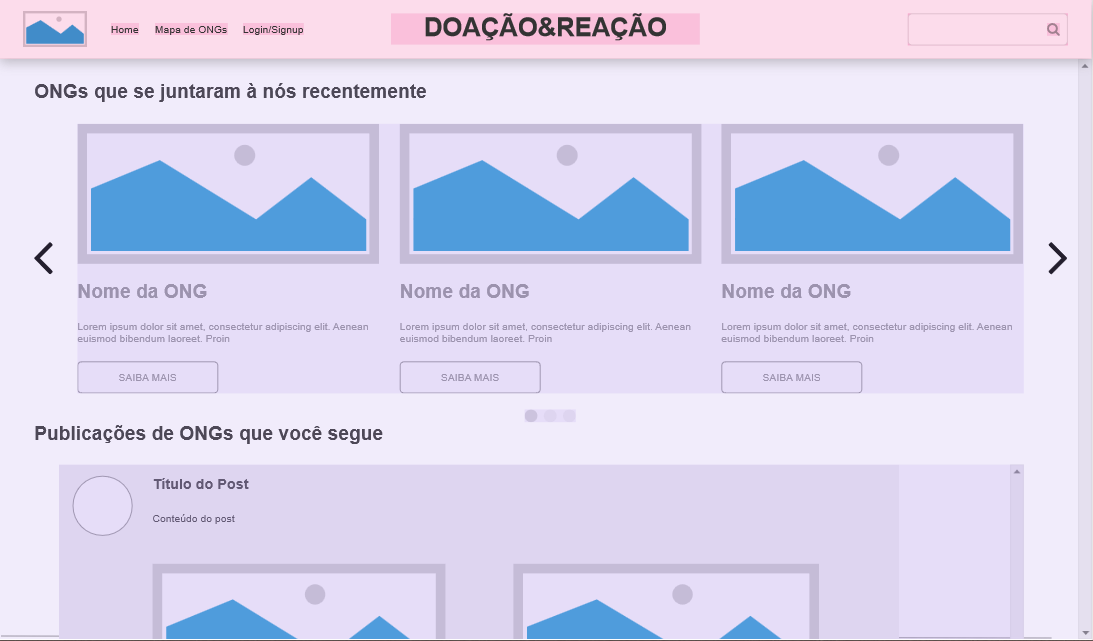 Home Mapa de ONGs Login/Signup DOAÇÃO&REAÇÃO
ONGs que se juntaram à nós recentemente
Nome da ONG
Lorem ipsum dolor sit amet, consectetur adipiscing elit. Aenean
euismod bibendum laoreet. Proin
SAIBA MAIS
Nome da ONG
Lorem ipsum dolor sit amet, consectetur adipiscing elit. Aenean
euismod bibendum laoreet. Proin
SAIBA MAIS
Nome da ONG
Lorem ipsum dolor sit amet, consectetur adipiscing elit. Aenean
euismod bibendum laoreet. Proin
SAIBA MAIS
Publicações de ONGs que você segue
Título do Post
Conteúdo do post